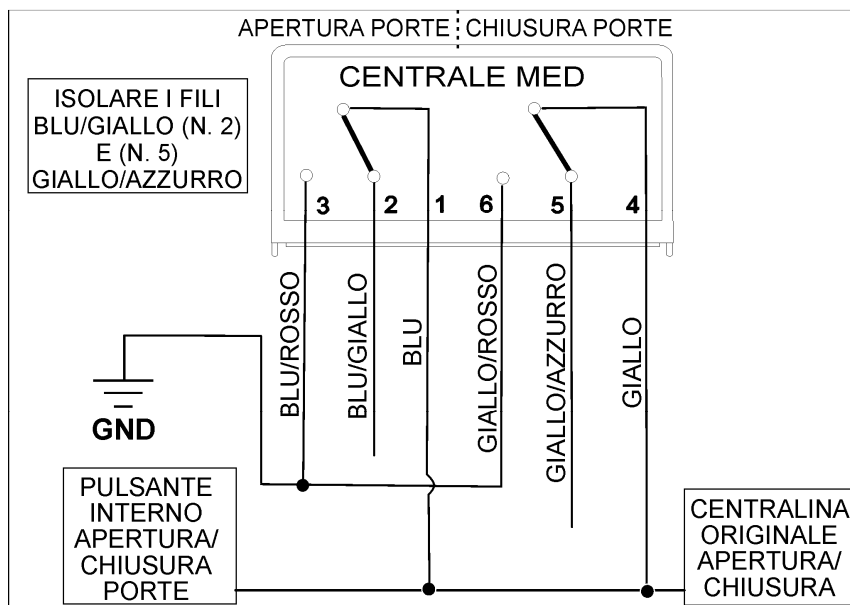 APERTURA PORTE
CHIUSURA PORTE
CENTRALE MED
ISOLARE I FILI
BLU/GIALLO (N. 2)
E (N. 5)
GIALLO/AZZURRO
3
2
1
6
5
4
BLU/ROSSO
BLU/GIALLO
BLU
GIALLO/ROSSO
GIALLO/AZZURRO
GIALLO
GND
PULSANTE
INTERNO
APERTURA/
CHIUSURA
PORTE
CENTRALINA
ORIGINALE
APERTURA/
CHIUSURA